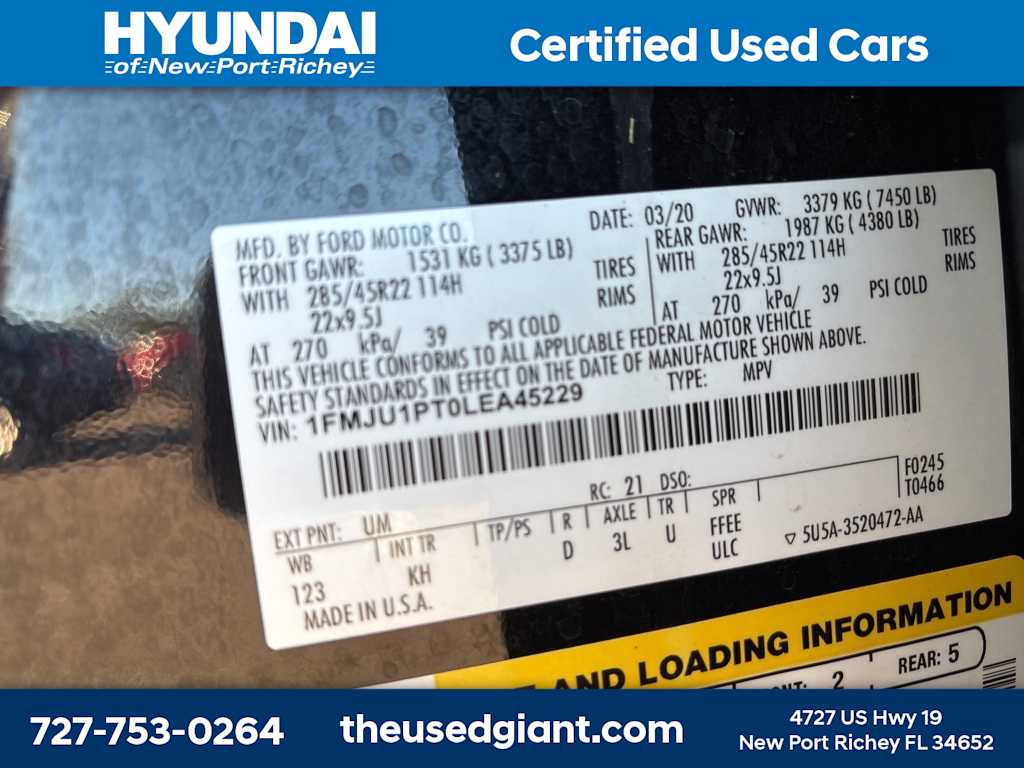 HYUNDAI
of New Port Richey
Certified Used Cars
MFD. BY FORD MOTOR CO.
DATE: 03/20 GVWR: 3379 KG ( 7450 LB)
FRONT GAWR: 1531 KG ( 3375 LB)
REAR GAWR: 1987 KG ( 4380 LB)
WITH 285/45R22 114H TIRES
WITH 285/45R22 114H TIRES
22x9.5J RIMS
22x9.5J RIMS
AT 270 kPa/ 39 PSI COLD
AT 270 kPa/ 39 PSI COLD
THIS VEHICLE CONFORMS TO ALL APPLICABLE FEDERAL MOTOR VEHICLE
SAFETY STANDARDS IN EFFECT ON THE DATE OF MANUFACTURE SHOWN ABOVE.
VIN: 1FMJU1PT0LEA45229 TYPE: MPV
F0245
T0466
EXT PNT: UM RC: 21 DSO:
WB INT TR TP/PS R AXLE TR SPR
123 KH D 3L U FFEE
ULC
5U5A-3520472-AA
MADE IN U.S.A.
AND LOADING INFORMATION
2 REAR: 5
727-753-0264
theusedgiant.com
4727 US Hwy 19
New Port Richey FL 34652